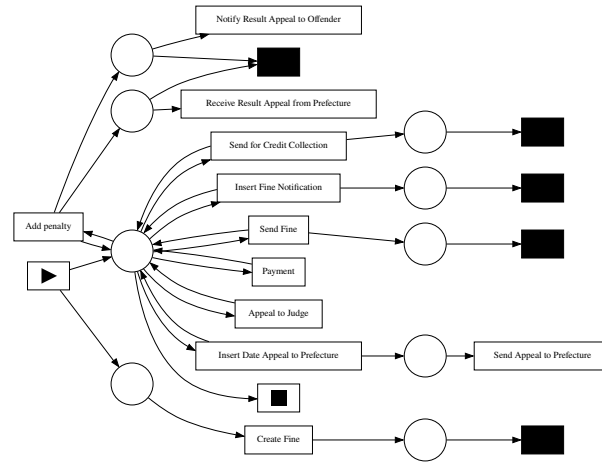 Notify Result Appeal to Offender
Receive Result Appeal from Prefecture
Send for Credit Collection
Insert Fine Notification
Add penalty
Send Fine
Payment
Appeal to Judge
Insert Date Appeal to Prefecture
Send Appeal to Prefecture
Create Fine